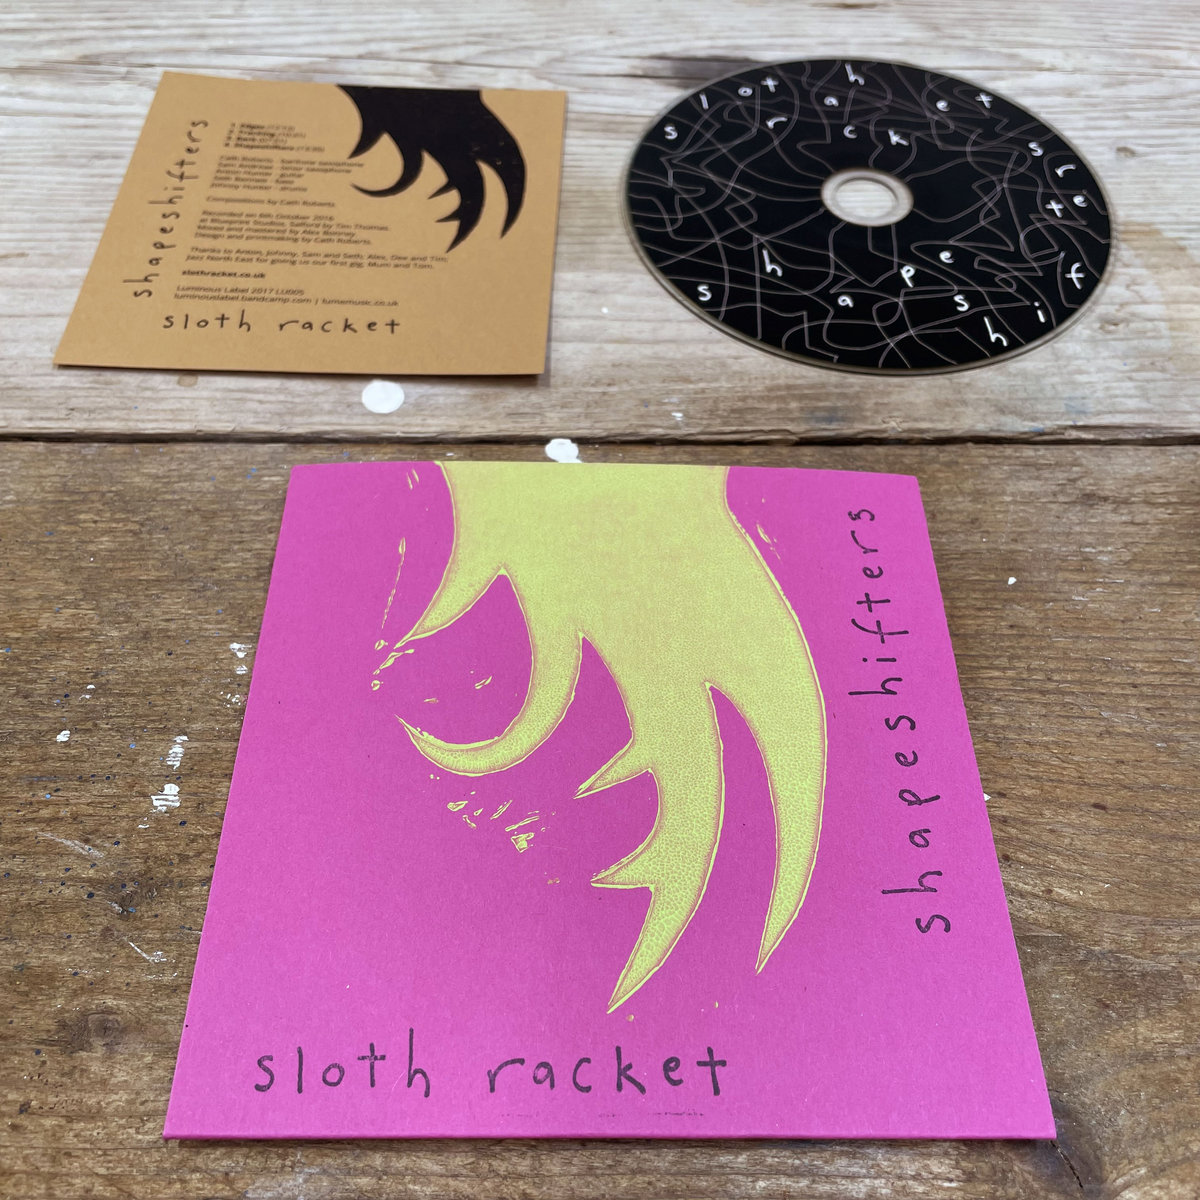 shapeshifters
Cath Roberts - baritone saxophone
Sam Andreae - tenor saxophone
Anton Hunter - guitar
Seth Bennett - bass
Johnny Hunter - drums
Compositions by Cath Roberts
Recorded on 6th October 2016
at Blueprint Studios, Salford by Tim Thomas.
Mixed and mastered by Alex Bonney.
Design and printmaking by Cath Roberts.
Thanks to Anton, Johnny, Sam and Seth; Alex, Dee and Tim;
Jazz North East for giving us our first gig; Mum and Tom.
slothracket.co.uk
Luminous Label 2017 LU005
luminouslabel.bandcamp.com | lumemusic.co.uk
sloth racket
sloth racket
shapeshifters
shapeshifters
sloth racket